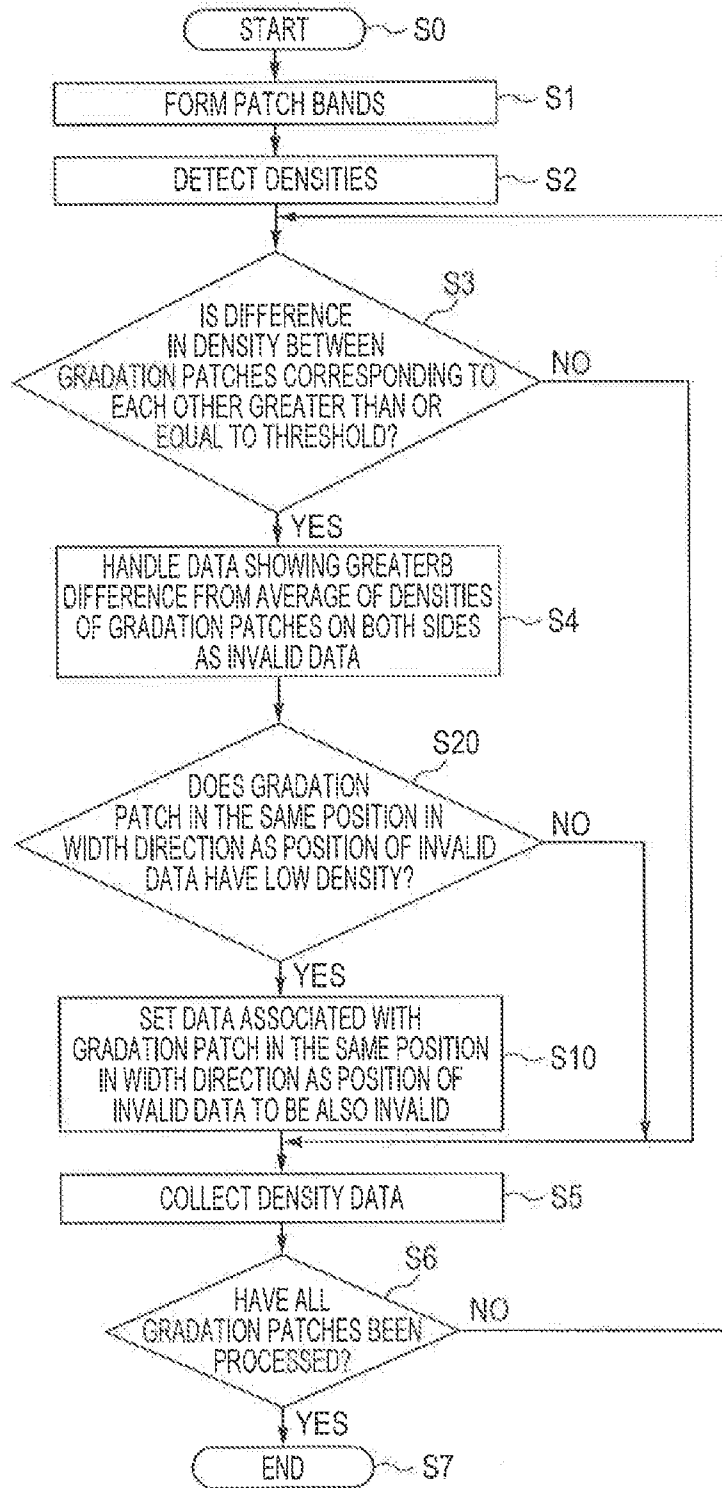 START
S0
FORM PATCH BANDS
S1
DETECT DENSITIES
S2
S3
IS DIFFERENCE
IN DENSITY BETWEEN
GRADATION PATCHES CORRESPONDING TO
EACH OTHER GREATER THAN OR
EQUAL TO THRESHOLD?
NO
YES
HANDLE DATA SHOWING GREATERB
DIFFERENCE FROM AVERAGE OF DENSITIES
OF GRADATION PATCHES ON BOTH SIDES
AS INVALID DATA
S4
S20
DOES GRADATION
PATCH IN THE SAME POSITION IN
WIDTH DIRECTION AS POSITION OF INVALID
DATA HAVE LOW DENSITY?
NO
YES
SET DATA ASSOCIATED WITH
GRADATION PATCH IN THE SAME POSITION
IN WIDTH DIRECTION AS POSITION OF
INVALID DATA TO BE ALSO INVALID
S10
COLLECT DENSITY DATA
S5
S6
HAVE ALL
GRADATION PATCHES BEEN
PROCESSED?
NO
YES
END
S7